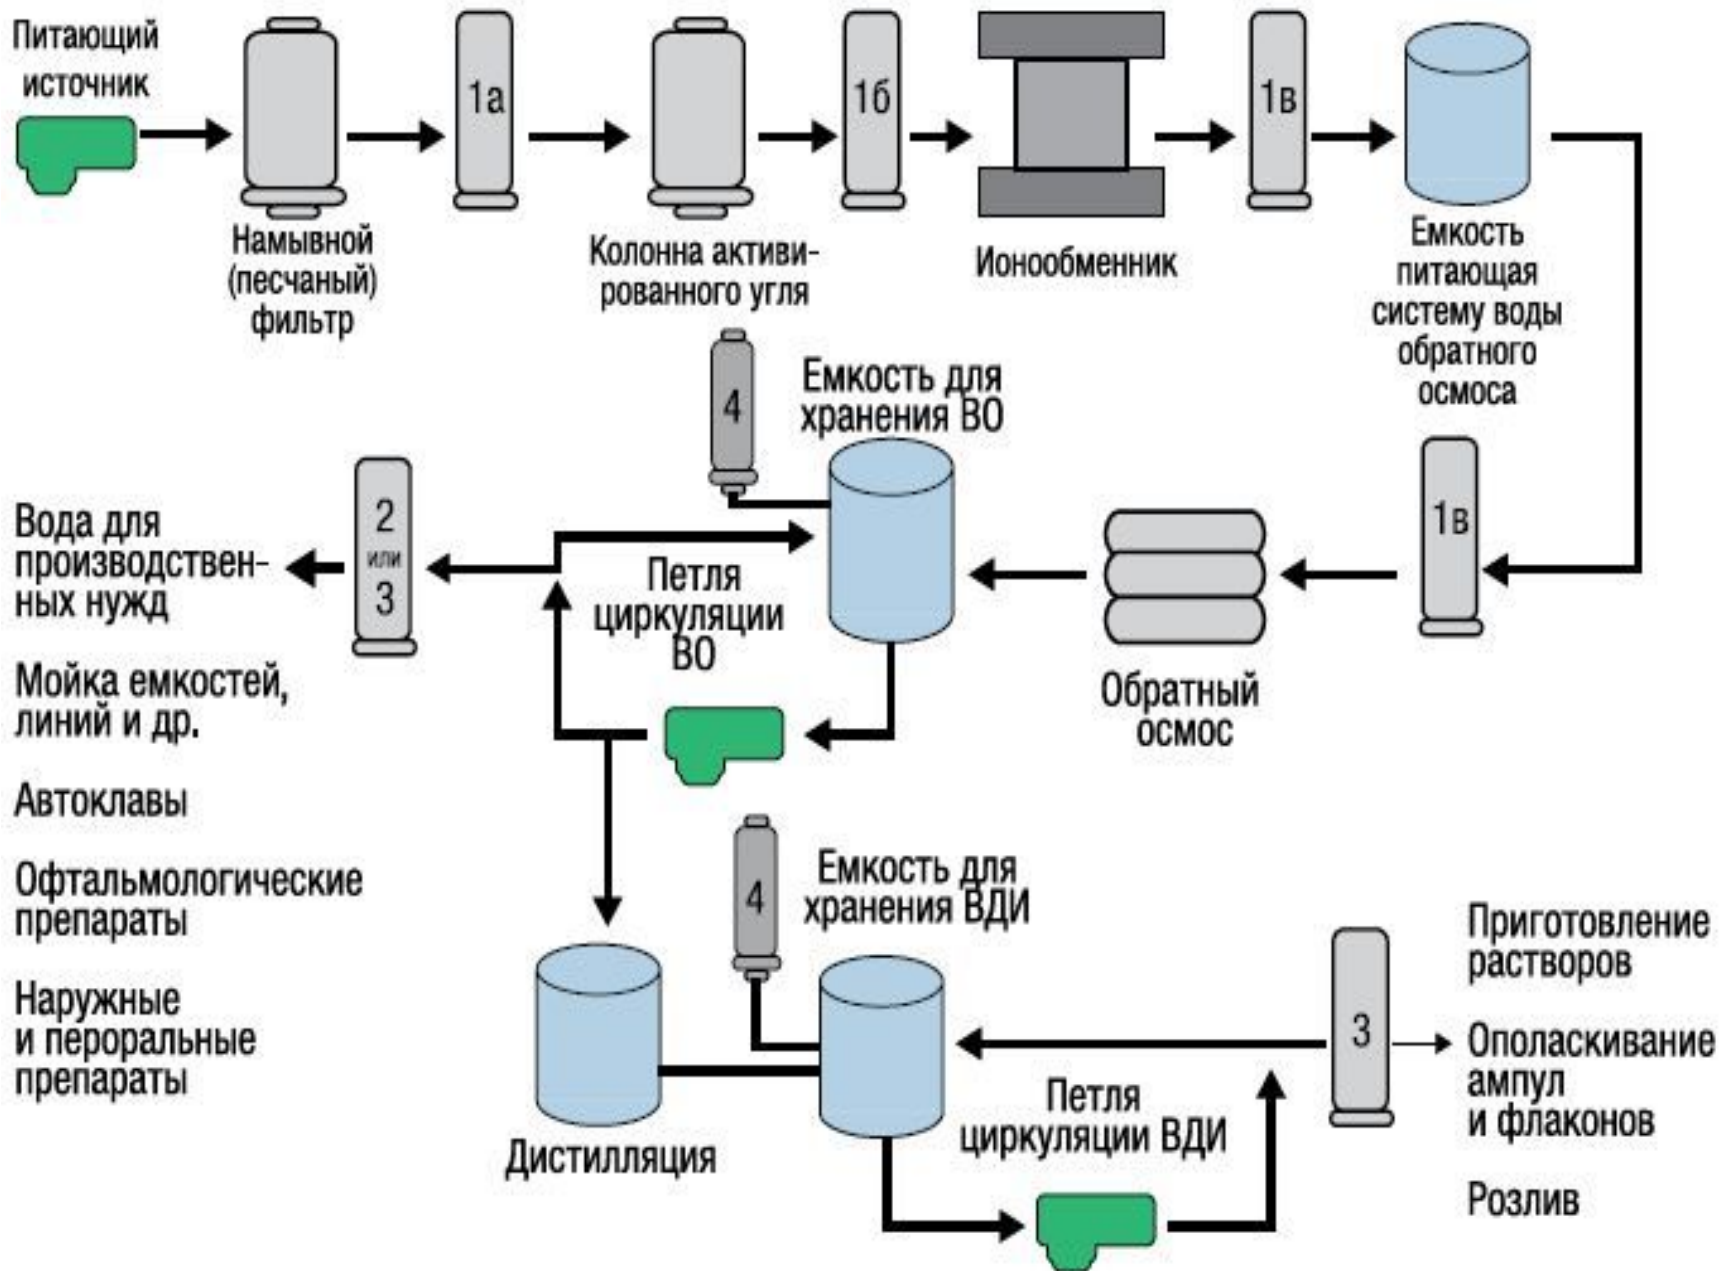 Питающий
источник
1а
1б
1в
Намывной
(песчаный)
фильтр
Колонна активи-
рованного угля
Ионообменник
Емкость
питающая
систему воды
обратного
осмоса
4
Емкость для
хранения ВО
2
или
3
1в
Вода для
производствен-
ных нужд
Петля
циркуляции
ВО
Обратный
осмос
Мойка емкостей,
линий и др.
Автоклавы
Офтальмологические
препараты
Наружные
и пероральные
препараты
4
Емкость для
хранения ВДИ
Дистилляция
Петля
циркуляции ВДИ
3
Приготовление
растворов
Ополаскивание
ампул
и флаконов
Розлив